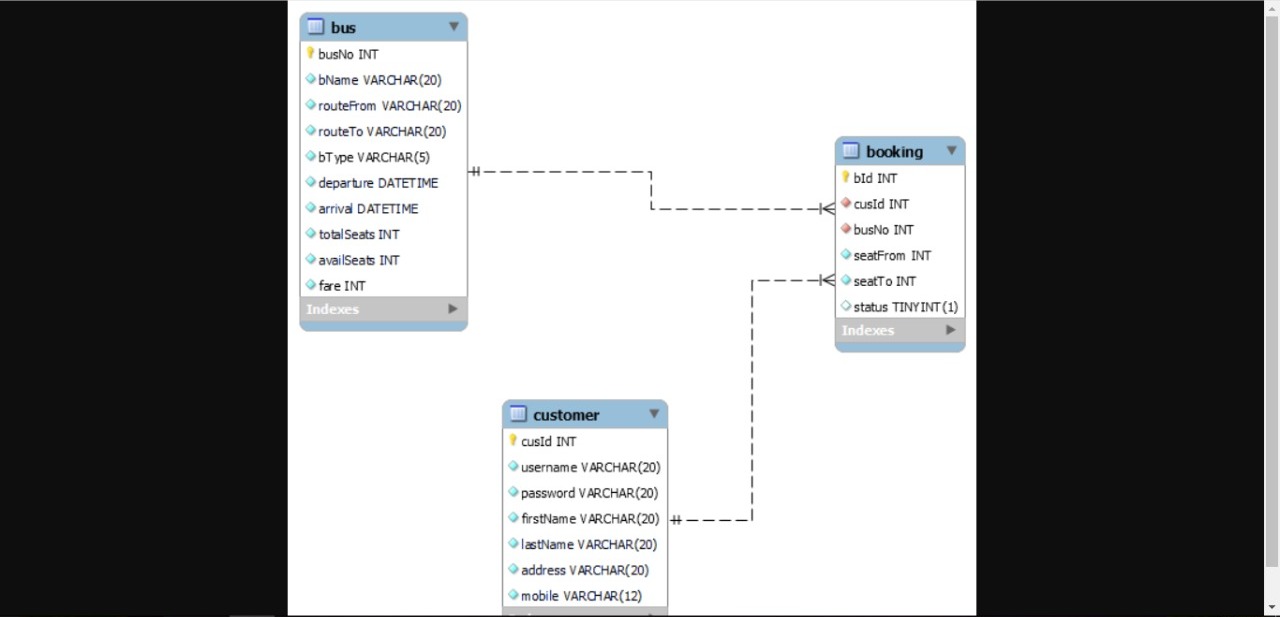 bus
busNo INT
bName VARCHAR(20)
routeFrom VARCHAR(20)
routeTo VARCHAR(20)
bType VARCHAR(5)
departure DATETIME
arrival DATETIME
totalSeats INT
availSeats INT
fare INT
Indexes
booking
bId INT
cusId INT
busNo INT
seatFrom INT
seatTo INT
status TINYINT(1)
Indexes
customer
cusId INT
username VARCHAR(20)
password VARCHAR(20)
firstName VARCHAR(20)
lastName VARCHAR(20)
address VARCHAR(20)
mobile VARCHAR(12)